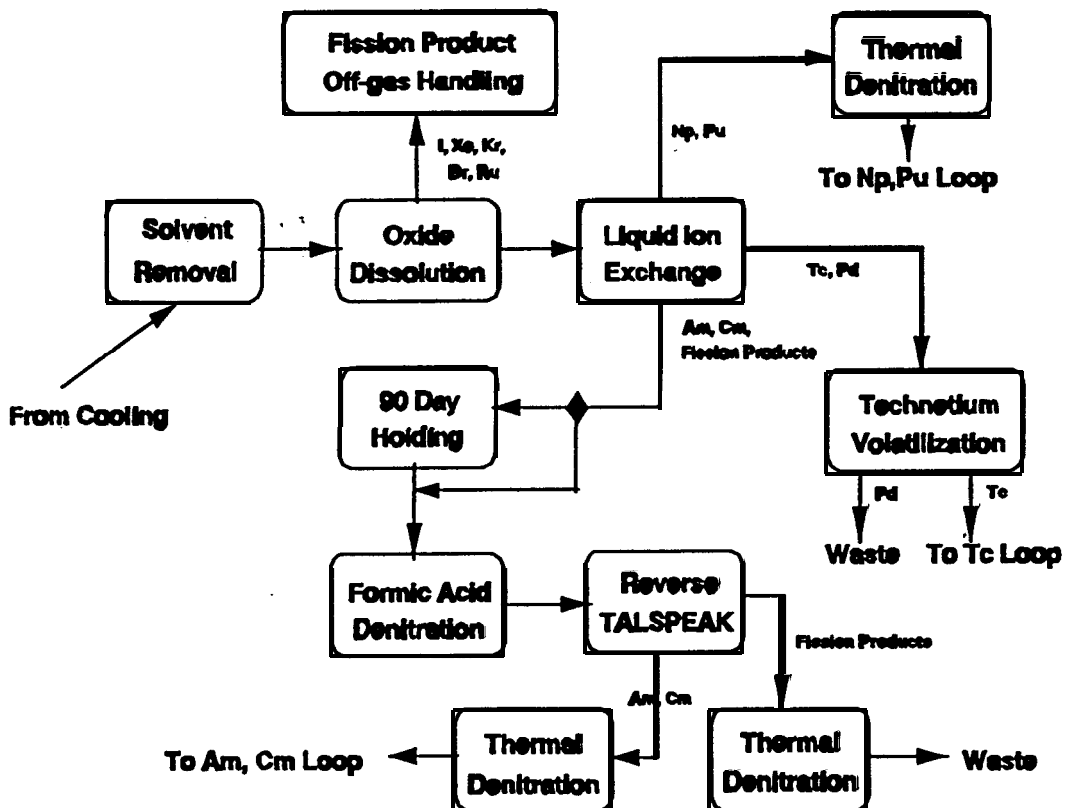 Fission Product
Off-gas Handling
Thermal
Denitration
I, Xe, Kr,
Br, Ru
Np, Pu
To Np,Pu Loop
Solvent
Removal
Oxide
Dissolution
Liquid Ion
Exchange
Tc, Pd
Am, Cm,
Fission Products
From Cooling
90 Day
Holding
Technetium
Volatilization
Pd
Tc
Waste
To Tc Loop
Formic Acid
Denitration
Reverse
TALSPEAK
Fission Products
Am, Cm
To Am, Cm Loop
Thermal
Denitration
Thermal
Denitration
Waste